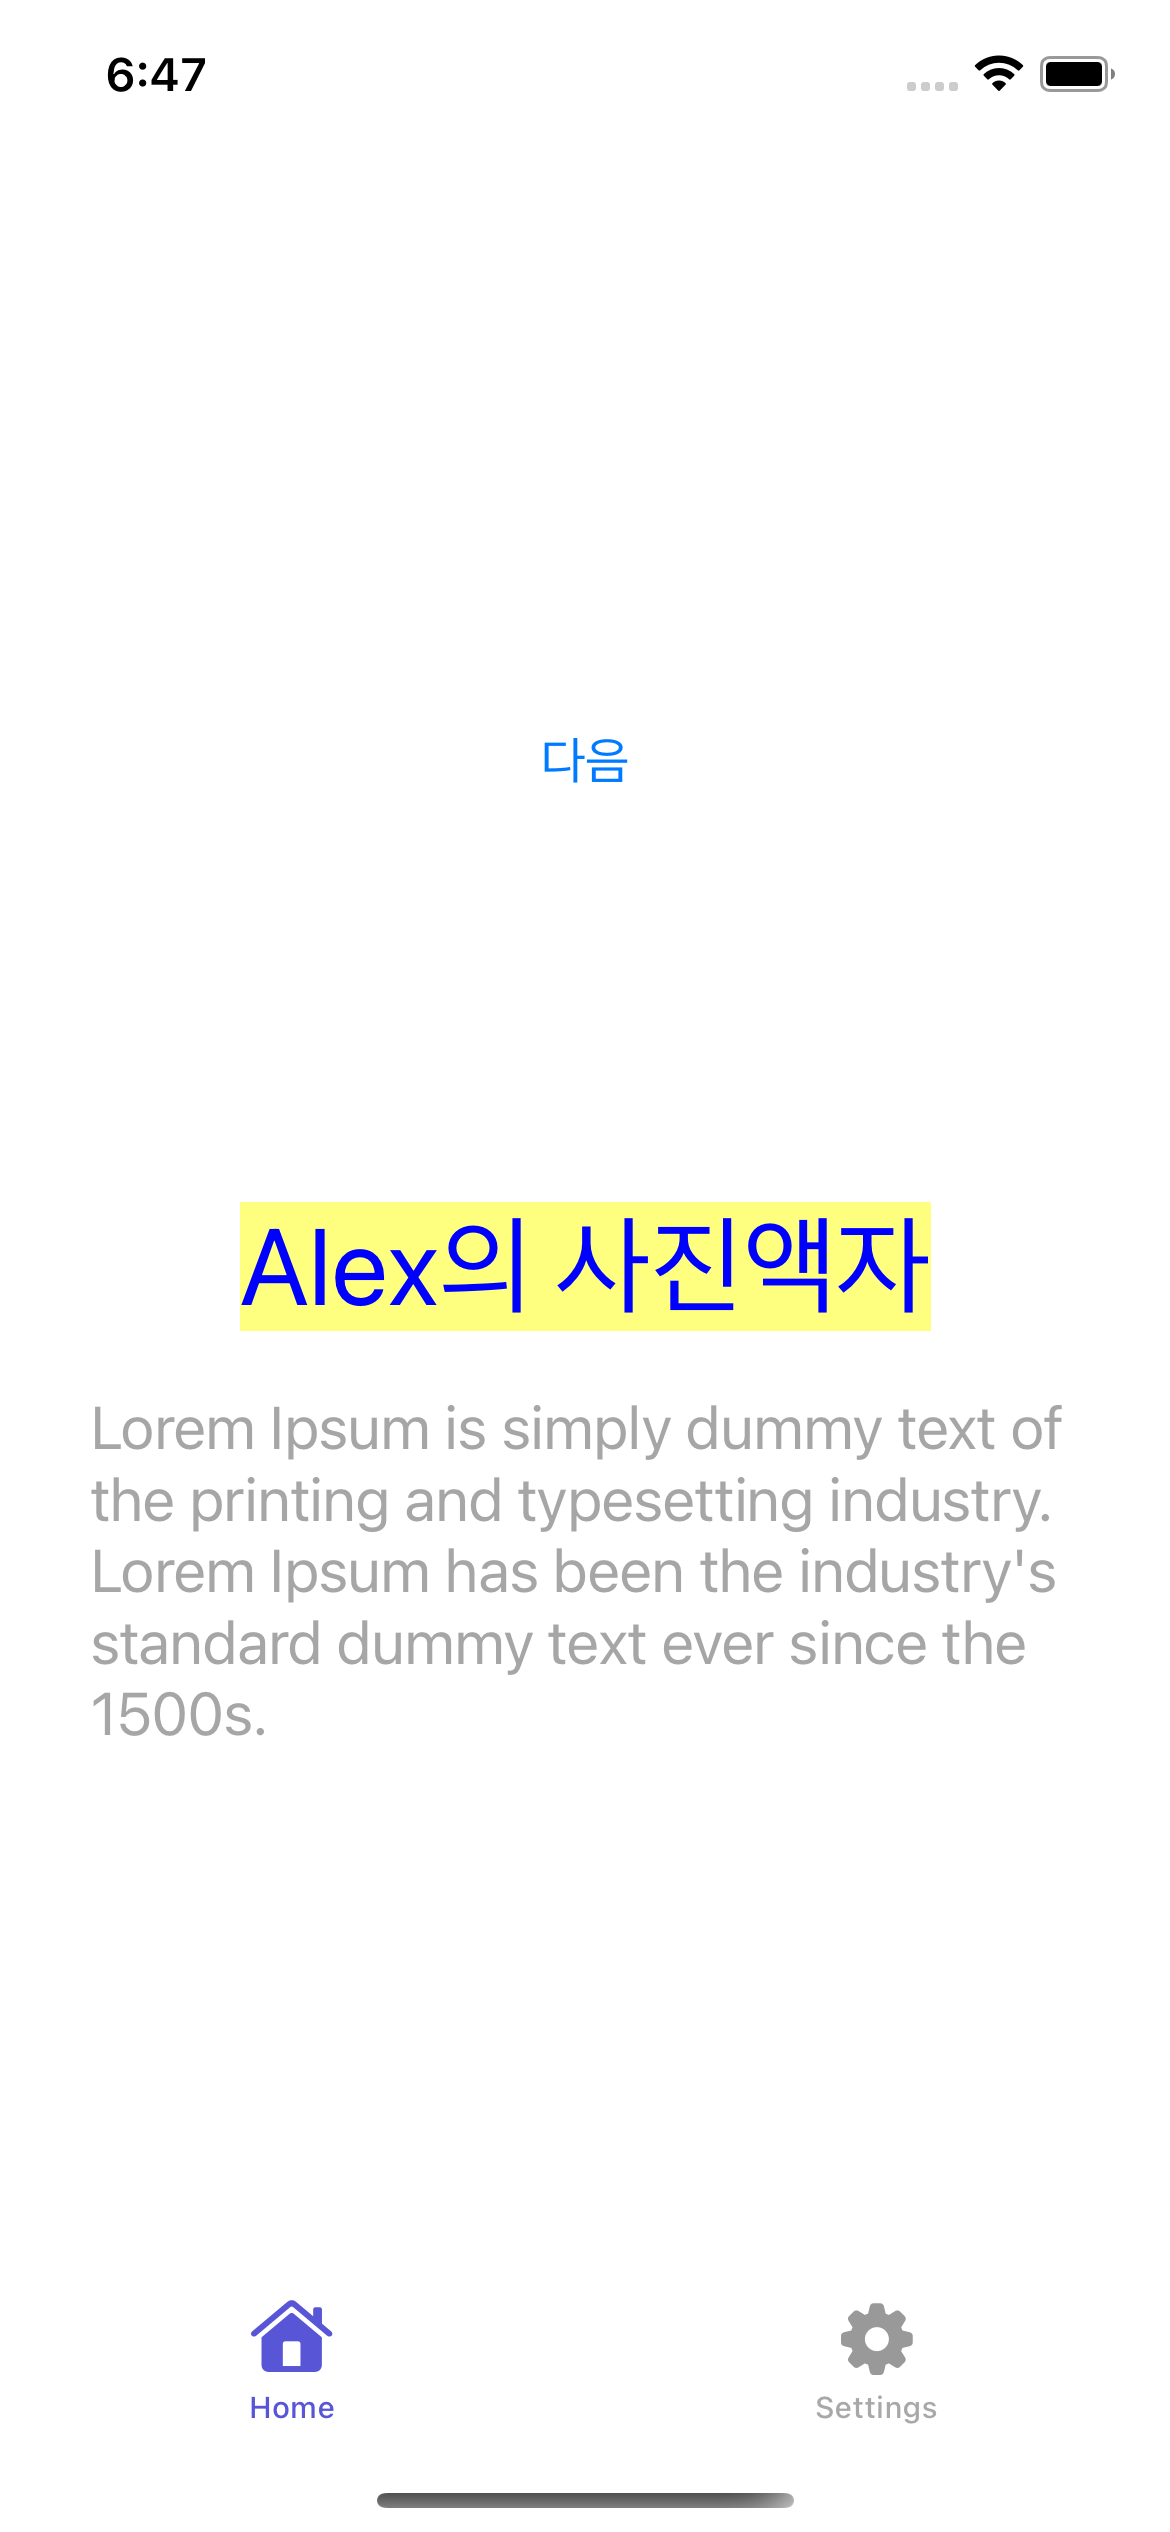 6:47
다음
Alex의 사진액자
Lorem Ipsum is simply dummy text of
the printing and typesetting industry.
Lorem Ipsum has been the industry's
standard dummy text ever since the
1500s.
Home
Settings